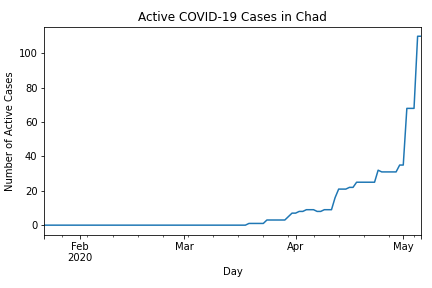 Active COVID-19 Cases in Chad
100
80
60
40
20
0
Number of Active Cases
Feb
2020
Mar
Apr
May
Day